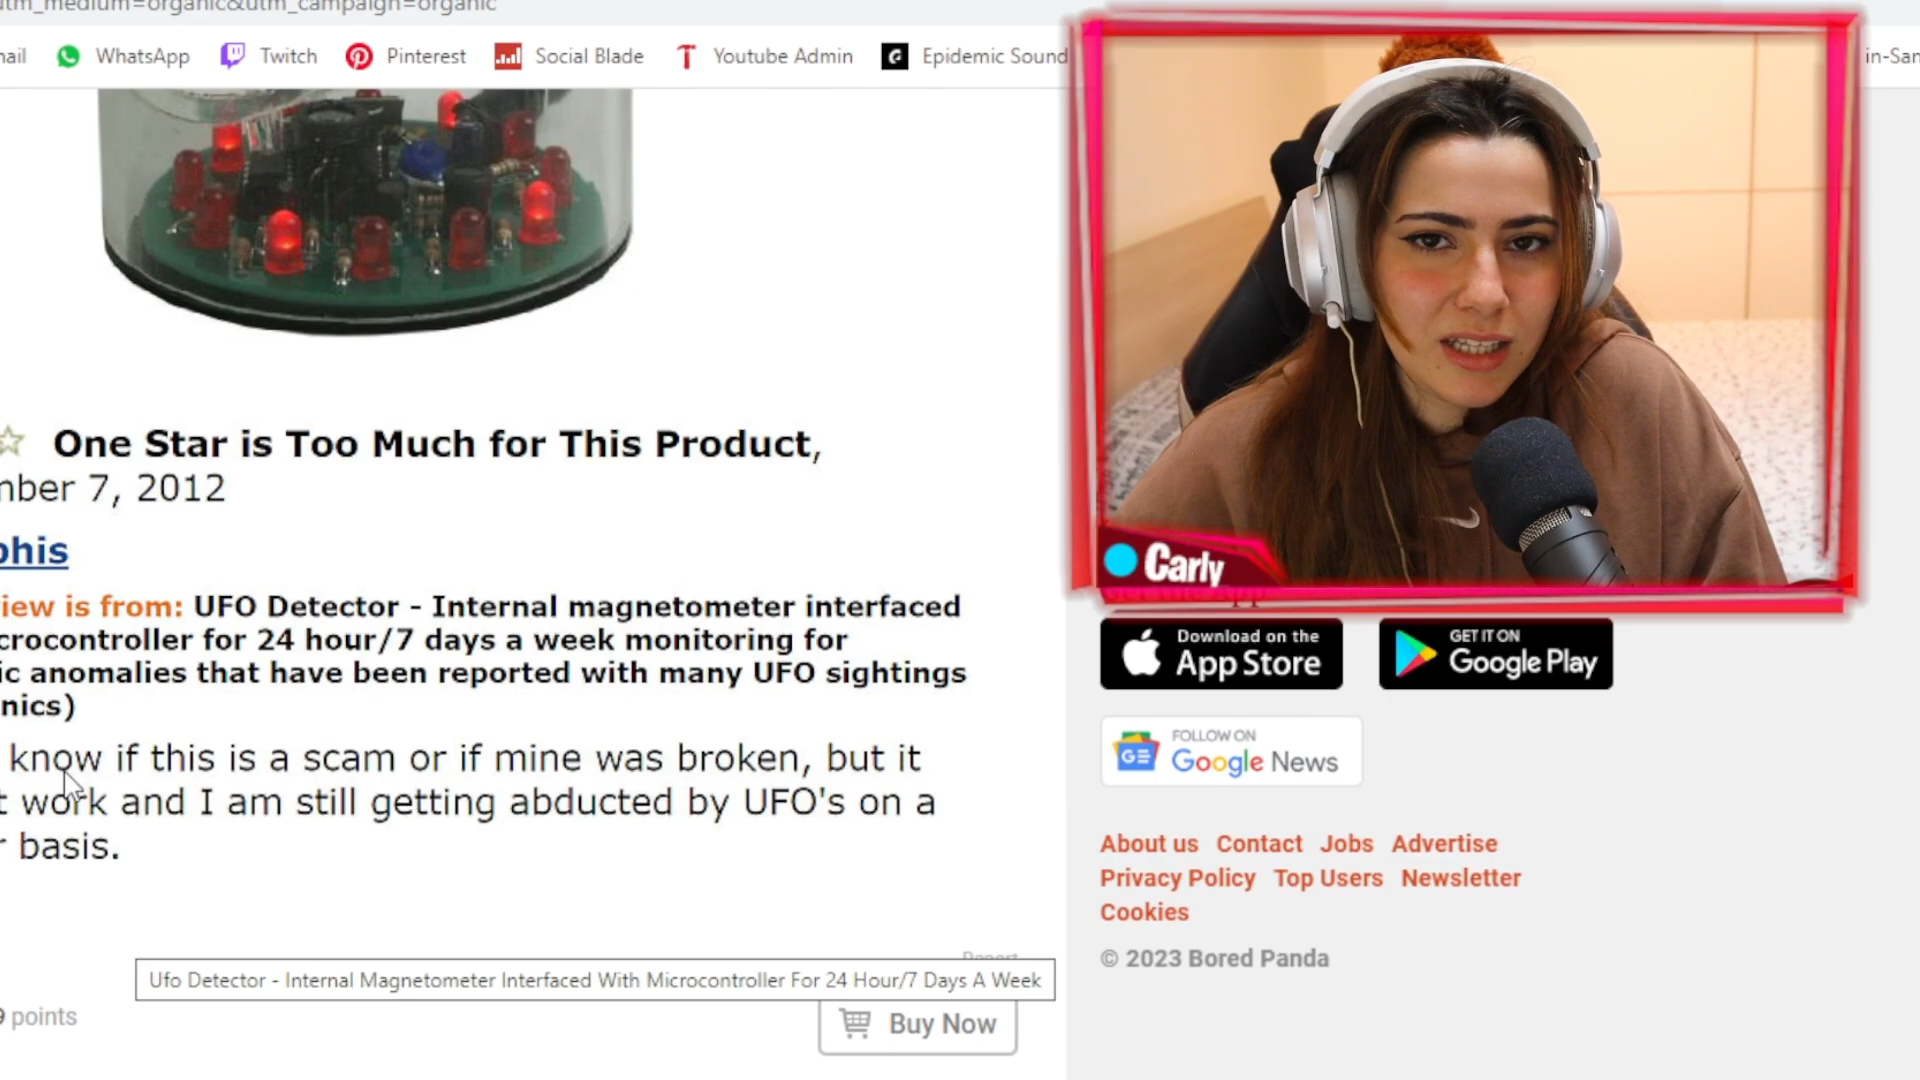 utm_medium=organic&utm_campaign=organic
WhatsApp Twitch Pinterest Social Blade Youtube Admin Epidemic Sound
One Star is Too Much for This Product,
7, 2012
Carly
iew is from: UFO Detector - Internal magnetometer interfaced
crocontroller for 24 hour/7 days a week monitoring for
ic anomalies that have been reported with many UFO sightings
nics)
know if this is a scam or if mine was broken, but it
t work and I am still getting abducted by UFO's on a
r basis.
Ufo Detector - Internal Magnetometer Interfaced With Microcontroller For 24 Hour/7 Days A Week
points
Buy Now
Download on the
App Store
GET IT ON
Google Play
FOLLOW ON
GE Google News
About us Contact Jobs Advertise
Privacy Policy Top Users Newsletter
Cookies
© 2023 Bored Panda